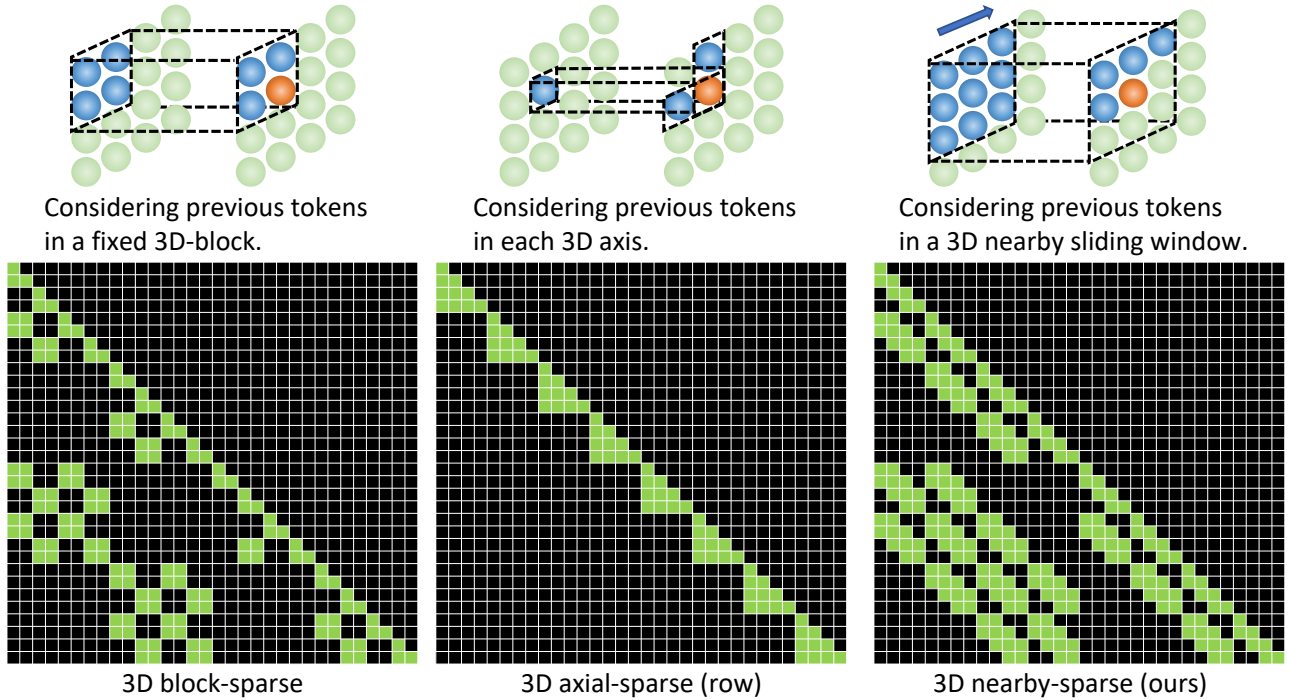 Considering previous tokens
in a fixed 3D-block.
Considering previous tokens
in each 3D axis.
Considering previous tokens
in a 3D nearby sliding window.
3D block-sparse
3D axial-sparse (row)
3D nearby-sparse (ours)